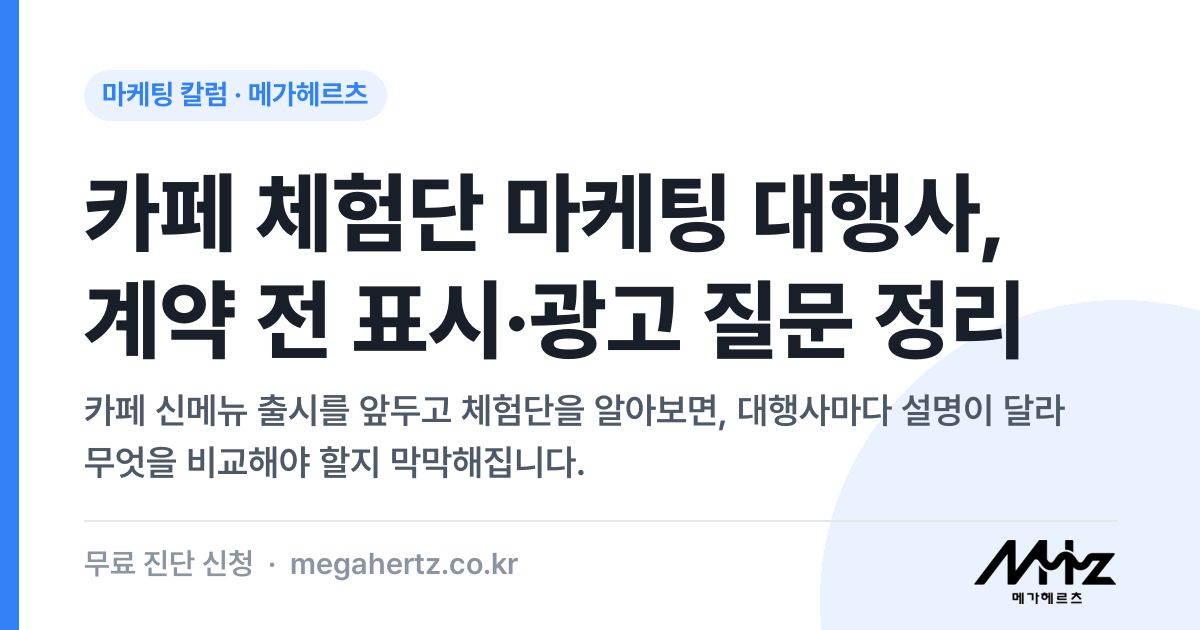 마케팅 칼럼 · 메가헤르츠
카페 체험단 마케팅 대행사,
계약 전 표시·광고 질문 정리
카페 신메뉴 출시를 앞두고 체험단을 알아보면, 대행사마다 설명이 달라
무엇을 비교해야 할지 막막해집니다.
무료 진단 신청 · megahertz.co.kr
MHz
메가헤르츠